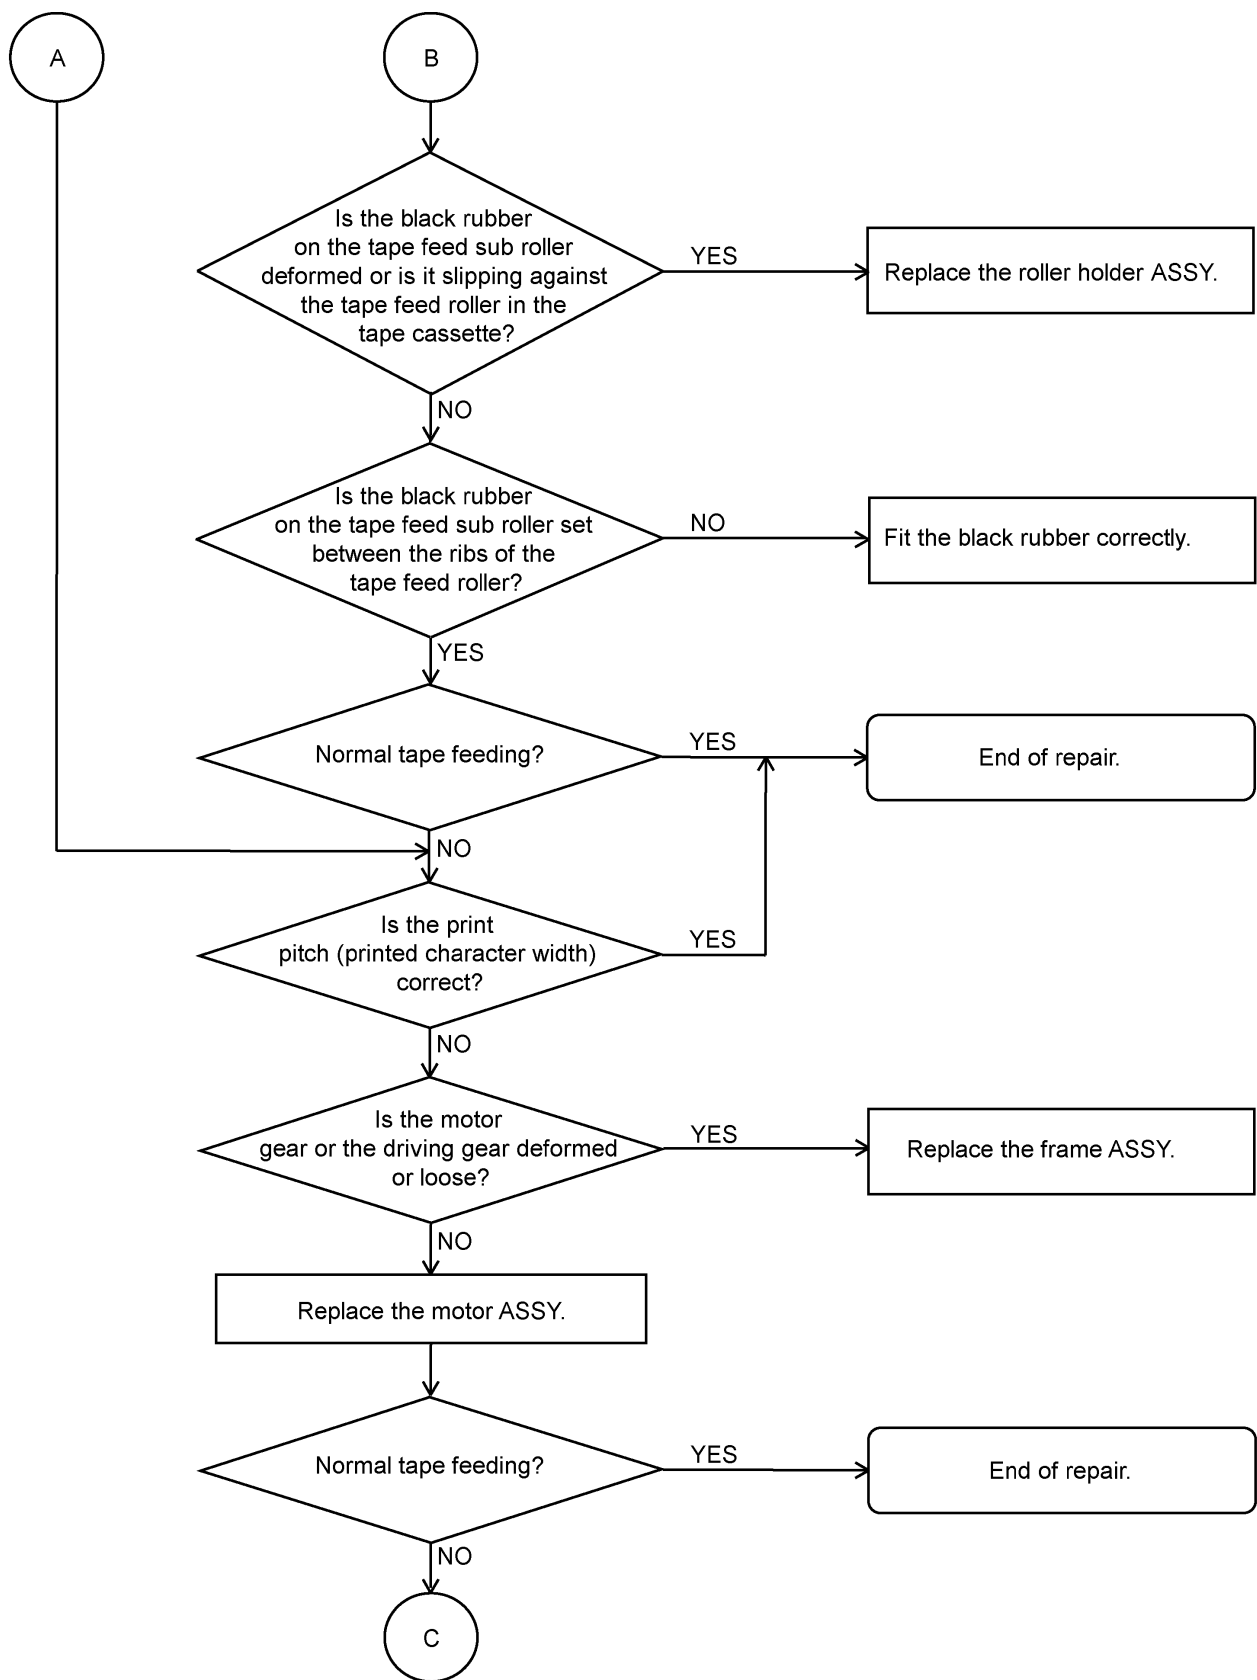 A
B
Is the black rubber
on the tape feed sub roller
deformed or is it slipping against
the tape feed roller in the
tape cassette?
YES
Replace the roller holder ASSY.
NO
Is the black rubber
on the tape feed sub roller set
between the ribs of the
tape feed roller?
NO
Fit the black rubber correctly.
YES
Normal tape feeding?
YES
End of repair.
NO
Is the print
pitch (printed character width)
correct?
YES
NO
Is the motor
gear or the driving gear deformed
or loose?
YES
Replace the frame ASSY.
NO
Replace the motor ASSY.
Normal tape feeding?
YES
End of repair.
NO
C